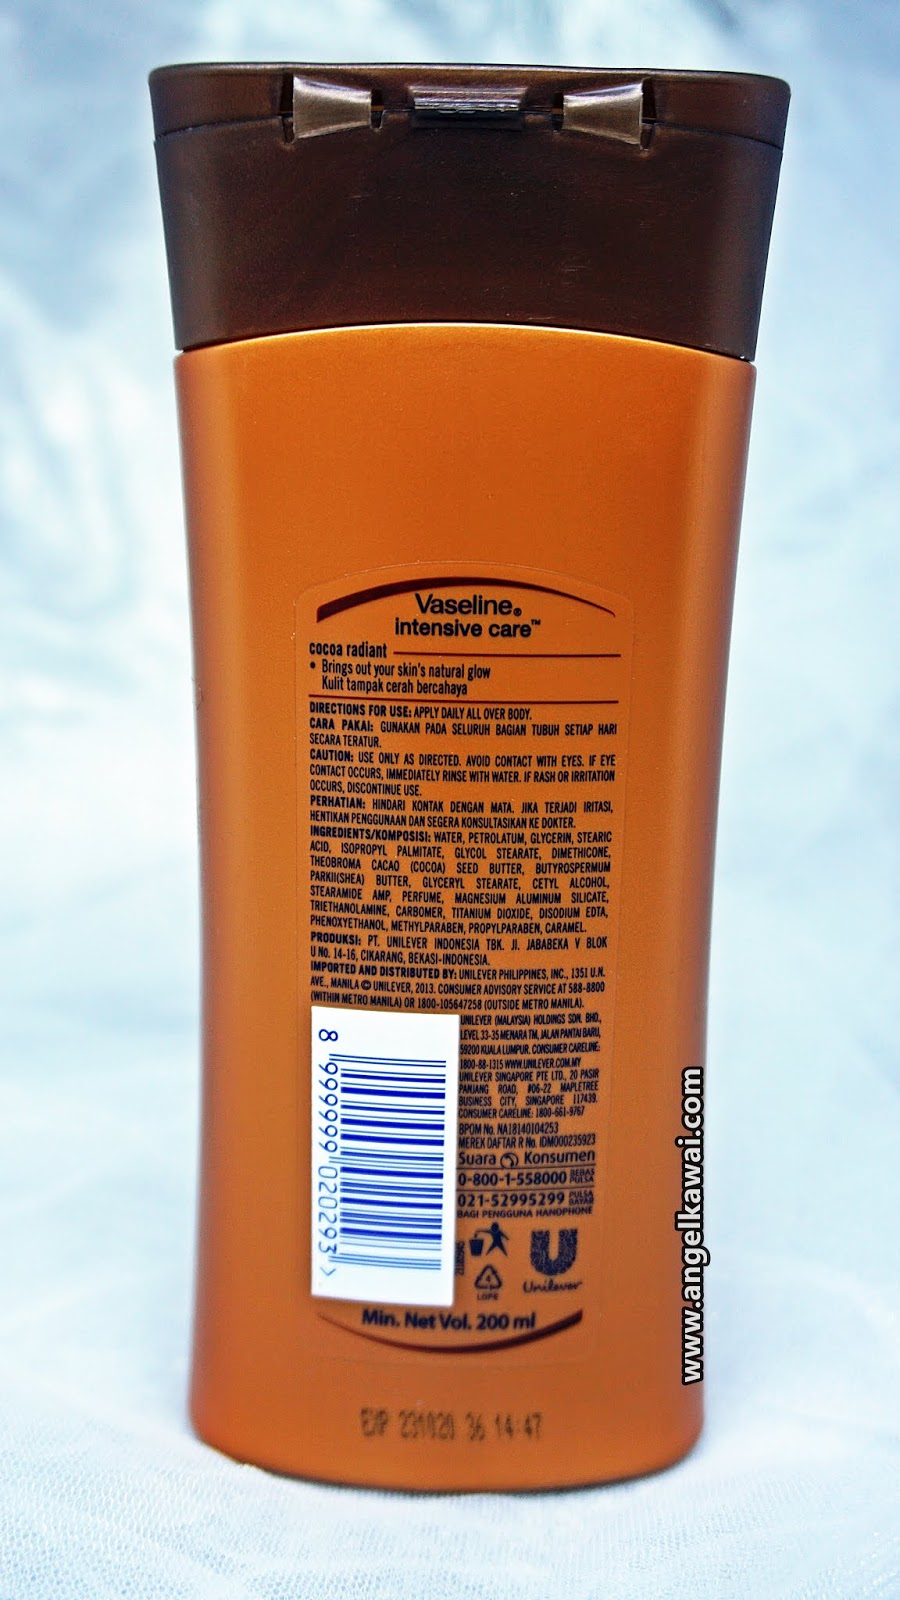 Vaseline®
intensive care™
cocoa radiant
• Brings out your skin's natural glow
Kulit tampak cerah bercahaya
DIRECTIONS FOR USE: APPLY DAILY ALL OVER BODY.
CARA PAKAI: GUNAKAN PADA SELURUH BAGIAN TUBUH SETIAP HARI
SECARA TERATUR.
CAUTION: USE ONLY AS DIRECTED. AVOID CONTACT WITH EYES. IF EYE
CONTACT OCCURS, IMMEDIATELY RINSE WITH WATER. IF RASH OR IRRITATION
OCCURS, DISCONTINUE USE.
PERHATIAN: HINDARI KONTAK DENGAN MATA. JIKA TERJADI IRITASI,
HENTIKAN PENGGUNAAN DAN SEGERA KONSULTASIKAN KE DOKTER.
INGREDIENTS/KOMPOSISI: WATER, PETROLATUM, GLYCERIN, STEARIC
ACID, ISOPROPYL PALMITATE, GLYCOL STEARATE, DIMETHICONE,
THEOBROMA CACAO (COCOA) SEED BUTTER, BUTYROSPERMUM
PARKII(SHEA) BUTTER, GLYCERYL STEARATE, CETYL ALCOHOL,
STEARAMIDE AMP, PERFUME, MAGNESIUM ALUMINUM SILICATE,
TRIETHANOLAMINE, CARBOMER, TITANIUM DIOXIDE, DISODIUM EDTA,
PHENOXYETHANOL, METHYLPARABEN, PROPYLPARABEN, CARAMEL.
PRODUKSI: PT. UNILEVER INDONESIA TBK. Jl. JABABEKA V BLOK
U No. 14-16, CIKARANG, BEKASI-INDONESIA.
IMPORTED AND DISTRIBUTED BY: UNILEVER PHILIPPINES, INC., 1351 U.N.
AVE., MANILA © UNILEVER, 2013. CONSUMER ADVISORY SERVICE AT 588-8800
(WITHIN METRO MANILA) OR 1800-105647258 (OUTSIDE METRO MANILA).
UNILEVER (MALAYSIA) HOLDINGS SDN. BHD.,
LEVEL 33-35 MENARA TM, JALAN PANTAI BARU,
59200 KUALA LUMPUR. CONSUMER CARELINE:
1800-88-1315 WWW.UNILEVER.COM.MY
UNILEVER SINGAPORE PTE LTD., 20 PASIR
PANJANG ROAD, #06-22 MAPLETREE
BUSINESS CITY, SINGAPORE 117439.
CONSUMER CARELINE: 1800-661-9767
BPOM No. NA18140104253
MEREK DAFTAR R No. IDM000235923
Suara Konsumen
0-800-1-558000 BEBAS PULSA
021-52995299 PULSA BAYAR
BAGI PENGGUNA HANDPHONE
LDPE
Unilever
8 999999 020293 >
Min. Net Vol. 200 ml
EXP 231020 36 14:47
www.angelkawai.com